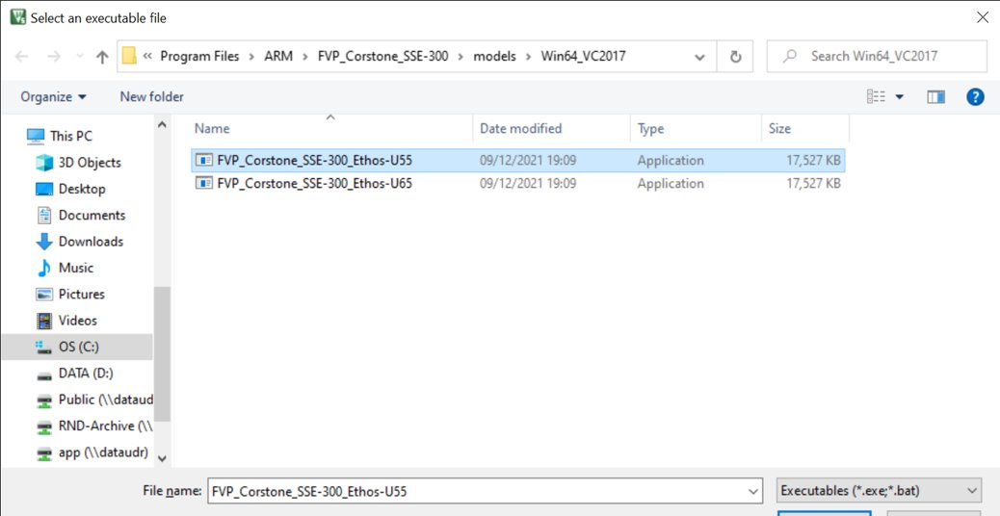 Select an executable file
« Program Files › ARM › FVP_Corstone_SSE-300 › models › Win64_VC2017
Search Win64_VC2017
Organize
New folder
Name Date modified Type Size
FVP_Corstone_SSE-300_Ethos-U55 09/12/2021 19:09 Application 17,527 KB
FVP_Corstone_SSE-300_Ethos-U65 09/12/2021 19:09 Application 17,527 KB
This PC
3D Objects
Desktop
Documents
Downloads
Music
Pictures
Videos
OS (C:)
DATA (D:)
Public (\\dataud
RND-Archive (\\
app (\\dataudr)
File name: FVP_Corstone_SSE-300_Ethos-U55 Executables (*.exe;*.bat)